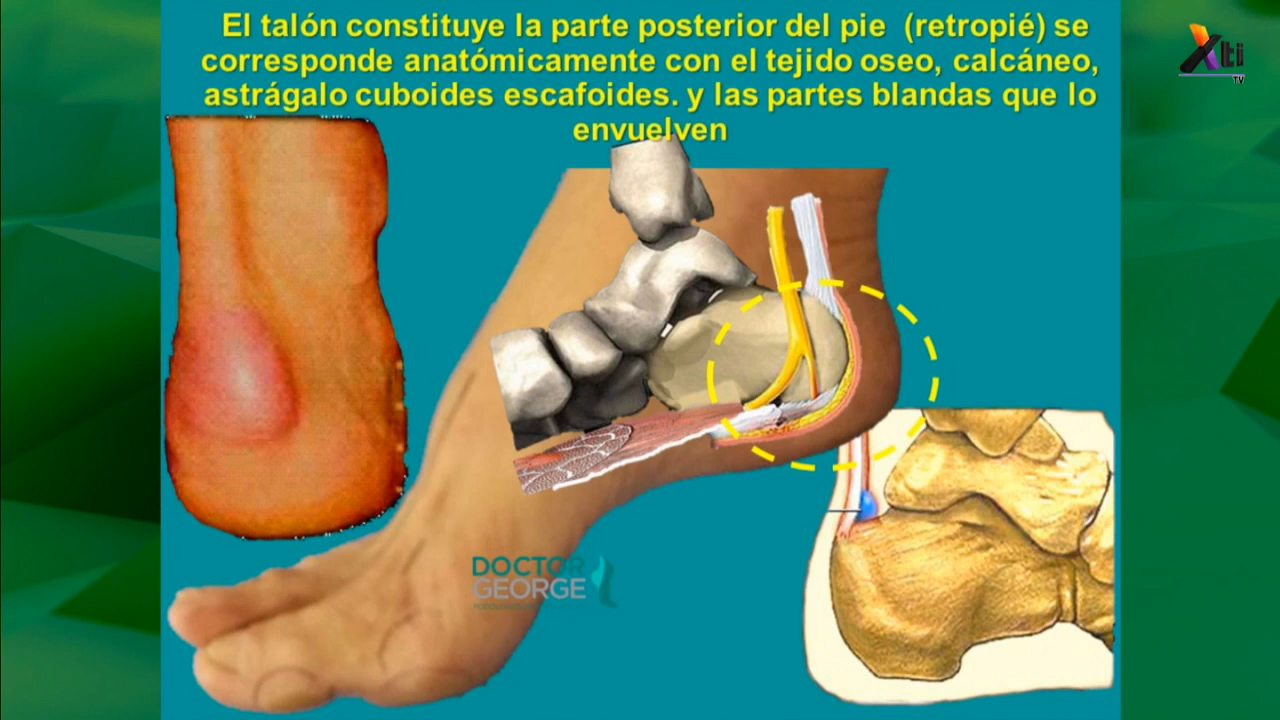 El talón constituye la parte posterior del pie (retropié) se
corresponde anatómicamente con el tejido oseo, calcáneo,
astrágalo cuboides escafoides. y las partes blandas que lo
envuelven
Xti
TV
DOCTOR
GEORGE